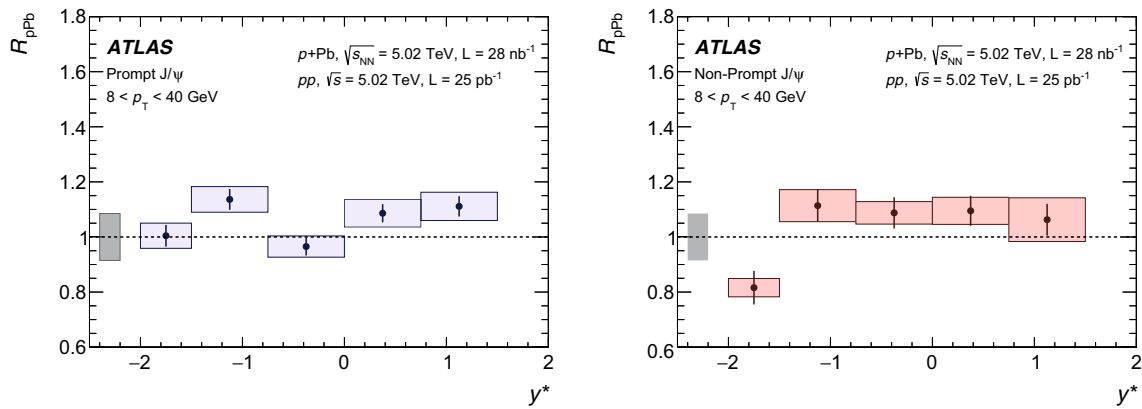 R_pPb
1.8
ATLAS
p+Pb, √s_NN = 5.02 TeV, L = 28 nb⁻¹
1.6
Prompt J/ψ
pp, √s = 5.02 TeV, L = 25 pb⁻¹
8 < p_T < 40 GeV
1.4
1.2
1
0.8
0.6
−2 −1 0 1 2
y*
R_pPb
1.8
ATLAS
p+Pb, √s_NN = 5.02 TeV, L = 28 nb⁻¹
1.6
Non-Prompt J/ψ
pp, √s = 5.02 TeV, L = 25 pb⁻¹
8 < p_T < 40 GeV
1.4
1.2
1
0.8
0.6
−2 −1 0 1 2
y*